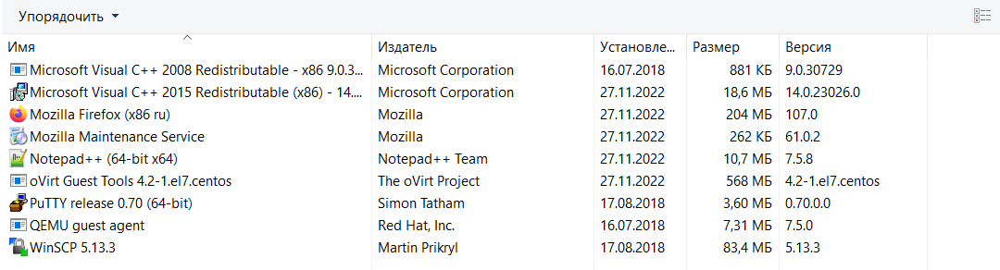 Упорядочить
Имя Издатель Установле... Размер Версия
Microsoft Visual C++ 2008 Redistributable - x86 9.0.3... Microsoft Corporation 16.07.2018 881 КБ 9.0.30729
Microsoft Visual C++ 2015 Redistributable (x86) - 14.... Microsoft Corporation 27.11.2022 18,6 МБ 14.0.23026.0
Mozilla Firefox (x86 ru) Mozilla 27.11.2022 204 МБ 107.0
Mozilla Maintenance Service Mozilla 27.11.2022 262 КБ 61.0.2
Notepad++ (64-bit x64) Notepad++ Team 27.11.2022 10,7 МБ 7.5.8
oVirt Guest Tools 4.2-1.el7.centos The oVirt Project 27.11.2022 568 МБ 4.2-1.el7.centos
PuTTY release 0.70 (64-bit) Simon Tatham 17.08.2018 3,60 МБ 0.70.0.0
QEMU guest agent Red Hat, Inc. 16.07.2018 7,31 МБ 7.5.0
WinSCP 5.13.3 Martin Prikryl 17.08.2018 83,4 МБ 5.13.3